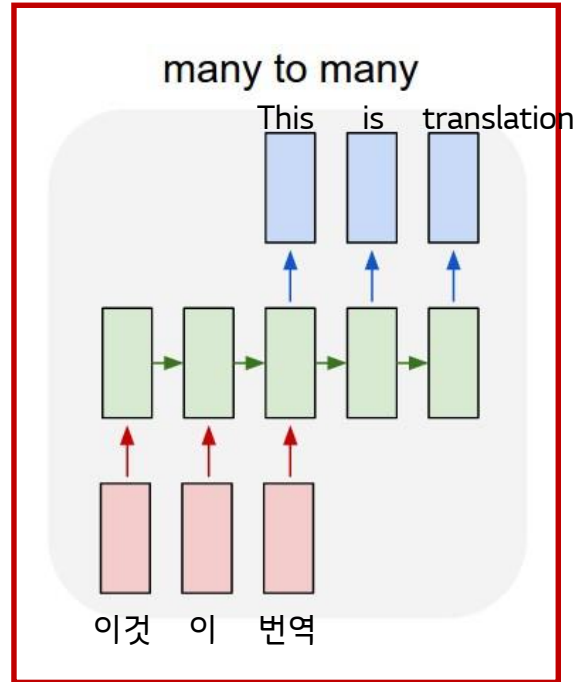 many to many
This is translation
이것 이 번역